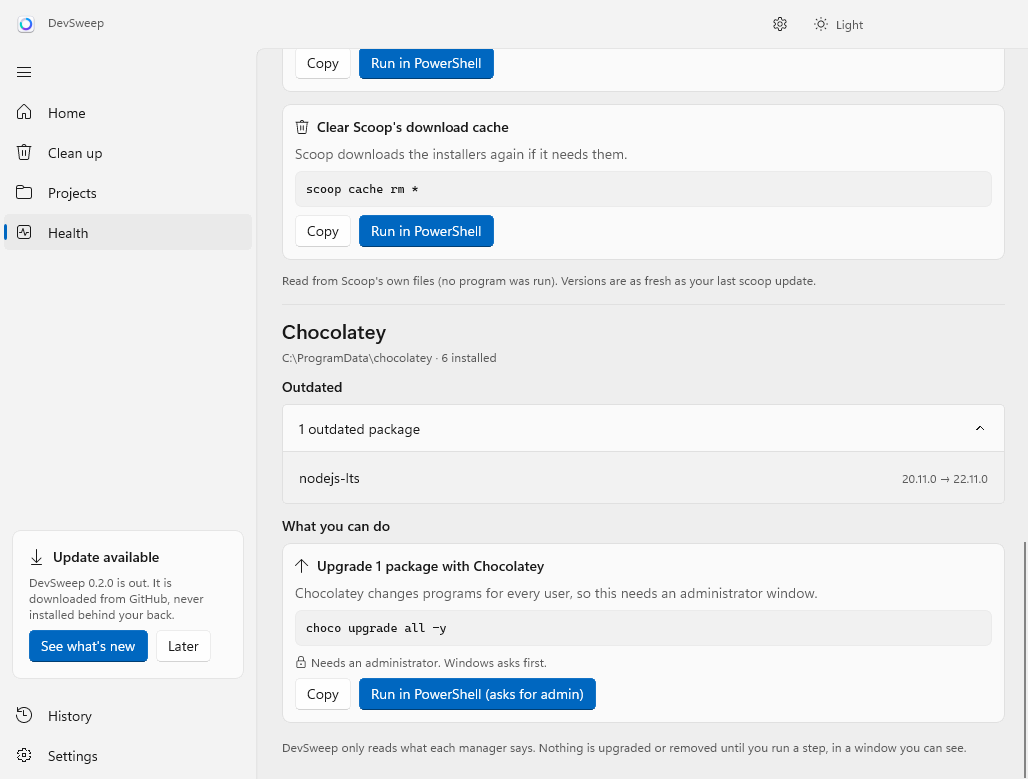 DevSweep
Light
Home
Clean up
Projects
Health
Update available
DevSweep 0.2.0 is out. It is
downloaded from GitHub, never
installed behind your back.
See what's new
Later
History
Settings
Copy
Run in PowerShell
Clear Scoop's download cache
Scoop downloads the installers again if it needs them.
scoop cache rm *
Copy
Run in PowerShell
Read from Scoop's own files (no program was run). Versions are as fresh as your last scoop update.
Chocolatey
C:\ProgramData\chocolatey · 6 installed
Outdated
1 outdated package
nodejs-lts
20.11.0 → 22.11.0
What you can do
Upgrade 1 package with Chocolatey
Chocolatey changes programs for every user, so this needs an administrator window.
choco upgrade all -y
Needs an administrator. Windows asks first.
Copy
Run in PowerShell (asks for admin)
DevSweep only reads what each manager says. Nothing is upgraded or removed until you run a step, in a window you can see.